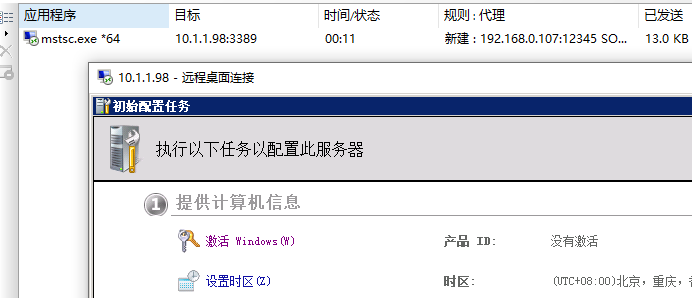 应用程序 目标 时间/状态 规则 : 代理 已发送
mstsc.exe *64 10.1.1.98:3389 00:11 新建 : 192.168.0.107:12345 SO... 13.0 KB
10.1.1.98 - 远程桌面连接
初始配置任务
执行以下任务以配置此服务器
1 提供计算机信息
激活 Windows(W) 产品 ID: 没有激活
设置时区(Z) 时区: (UTC+08:00)北京，重庆，